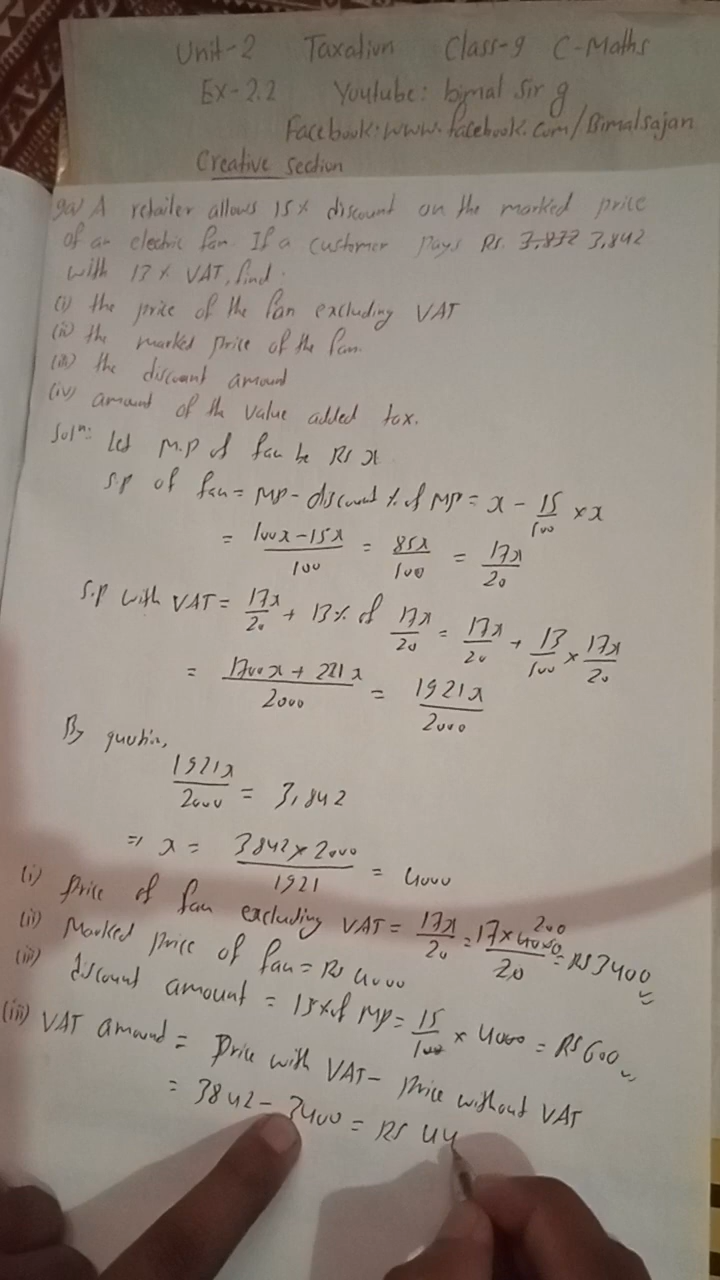 Unit-2 Taxation Class-9 C-Maths
Ex-2.2 Youtube: bimal sir g
Facebook: www.facebook.com/Bimalsajan
Creative section
9a) A retailer allows 15% discount on the marked price
of an electric fan. If a customer pays Rs. 3,842
with 13% VAT, find.
(i) the price of the fan excluding VAT
(ii) the marked price of the fan.
(iii) the discount amount
(iv) amount of the value added tax.
Solⁿ: Let M.P of fan be Rs x
S.P of fan = MP - discount % of MP = x - 15/100 × x
= 100x-15x/100 = 85x/100 = 17x/20
S.P with VAT = 17x/20 + 13% of 17x/20 = 17x/20 + 13/100 × 17x/20
= 1700x + 221x/2000 = 1921x/2000
By question,
1921x/2000 = 3,842
⇒ x = 3842×2000/1921 = 4000
(i) Price of fan excluding VAT = 17x/20 = 17×4000/20 200 = Rs 3400
(ii) Marked price of fan = Rs 4000
(iii) discount amount = 15% of MP = 15/100 × 4000 = Rs 600
(iii) VAT amount = Price with VAT - Price without VAT
= 3842 - 3400 = Rs 44